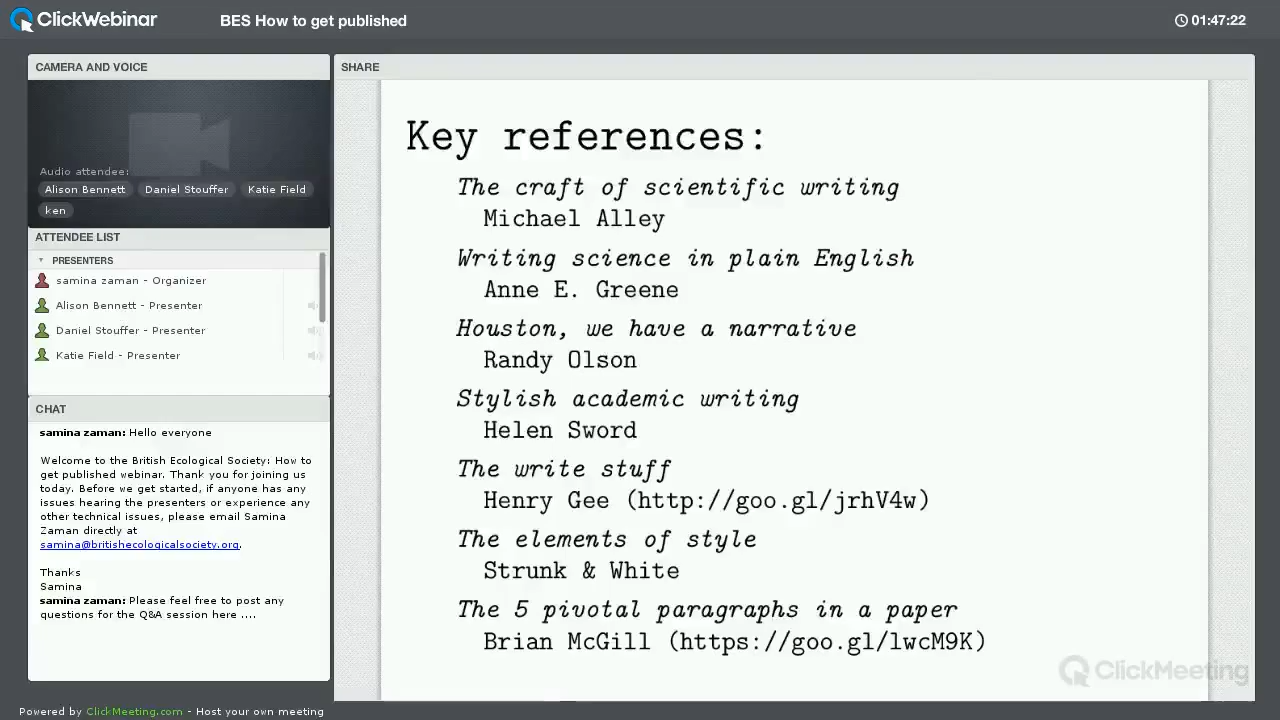 ClickWebinar
BES How to get published
01:47:22
CAMERA AND VOICE
Audio attendee:
Alison Bennett Daniel Stouffer Katie Field
ken
ATTENDEE LIST
PRESENTERS
samina zaman - Organizer
Alison Bennett - Presenter
Daniel Stouffer - Presenter
Katie Field - Presenter
CHAT
samina zaman: Hello everyone
Welcome to the British Ecological Society: How to
get published webinar. Thank you for joining us
today. Before we get started, if anyone has any
issues hearing the presenters or experience any
other technical issues, please email Samina
Zaman directly at
samina@britishecologicalsociety.org.
Thanks
Samina
samina zaman: Please feel free to post any
questions for the Q&A session here ....
Powered by ClickMeeting.com - Host your own meeting
SHARE
Key references:
The craft of scientific writing
Michael Alley
Writing science in plain English
Anne E. Greene
Houston, we have a narrative
Randy Olson
Stylish academic writing
Helen Sword
The write stuff
Henry Gee (http://goo.gl/jrhV4w)
The elements of style
Strunk & White
The 5 pivotal paragraphs in a paper
Brian McGill (https://goo.gl/lwcM9K)
ClickMeeting